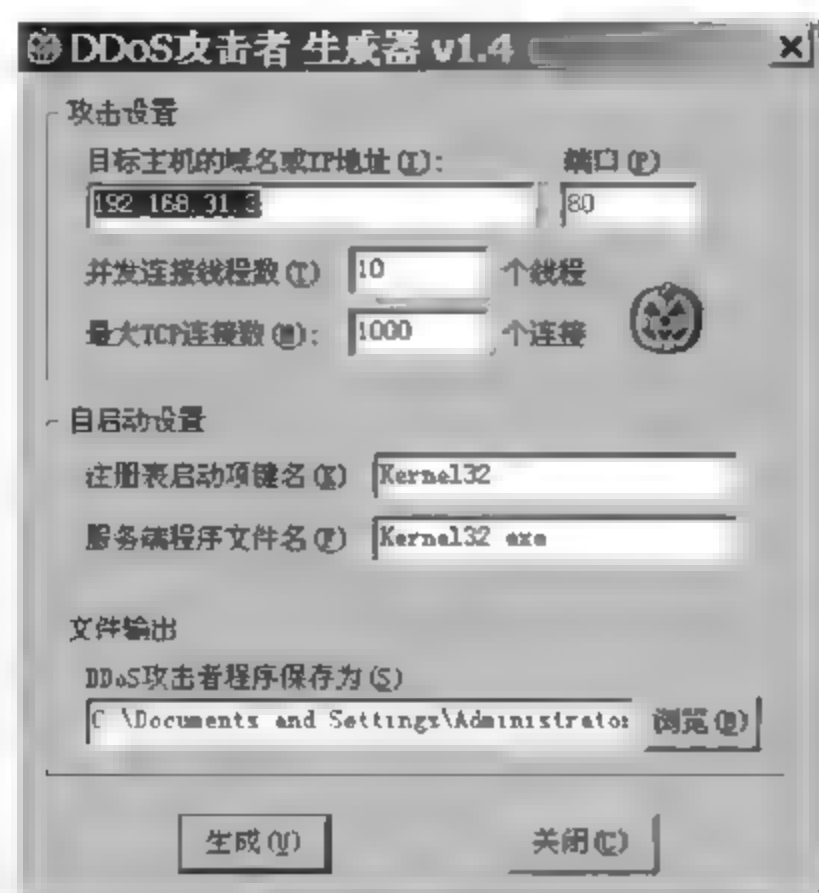 DDoS攻击者 生成器 v1.4
攻击设置
目标主机的域名或IP地址(I):
端口(P)
192.168.31.3
80
并发连接线程数(T) 10 个线程
最大TCP连接数(M): 1000 个连接
自启动设置
注册表启动项键名(K) Kernel32
服务端程序文件名(F) Kernel32 exe
文件输出
DDoS攻击者程序保存为(S)
C \Documents and Settings\Administrator 浏览(B)
生成(V) 关闭(C)